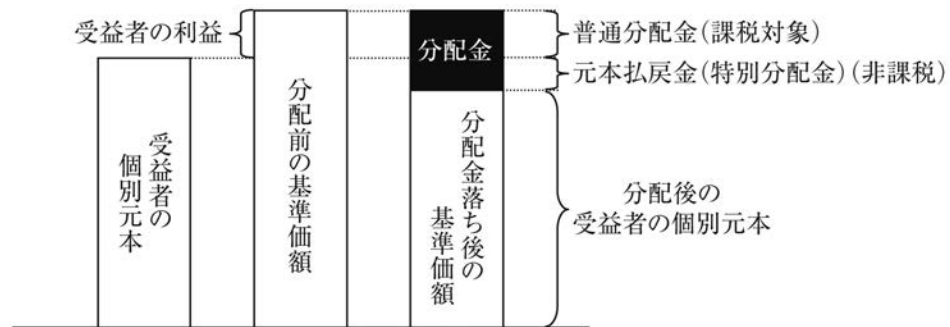 受益者の利益
受益者の
個別元本
分配前の基準価額
分配金
分配金落ち後の
基準価額
普通分配金(課税対象)
元本払戻金(特別分配金)(非課税)
分配後の
受益者の個別元本